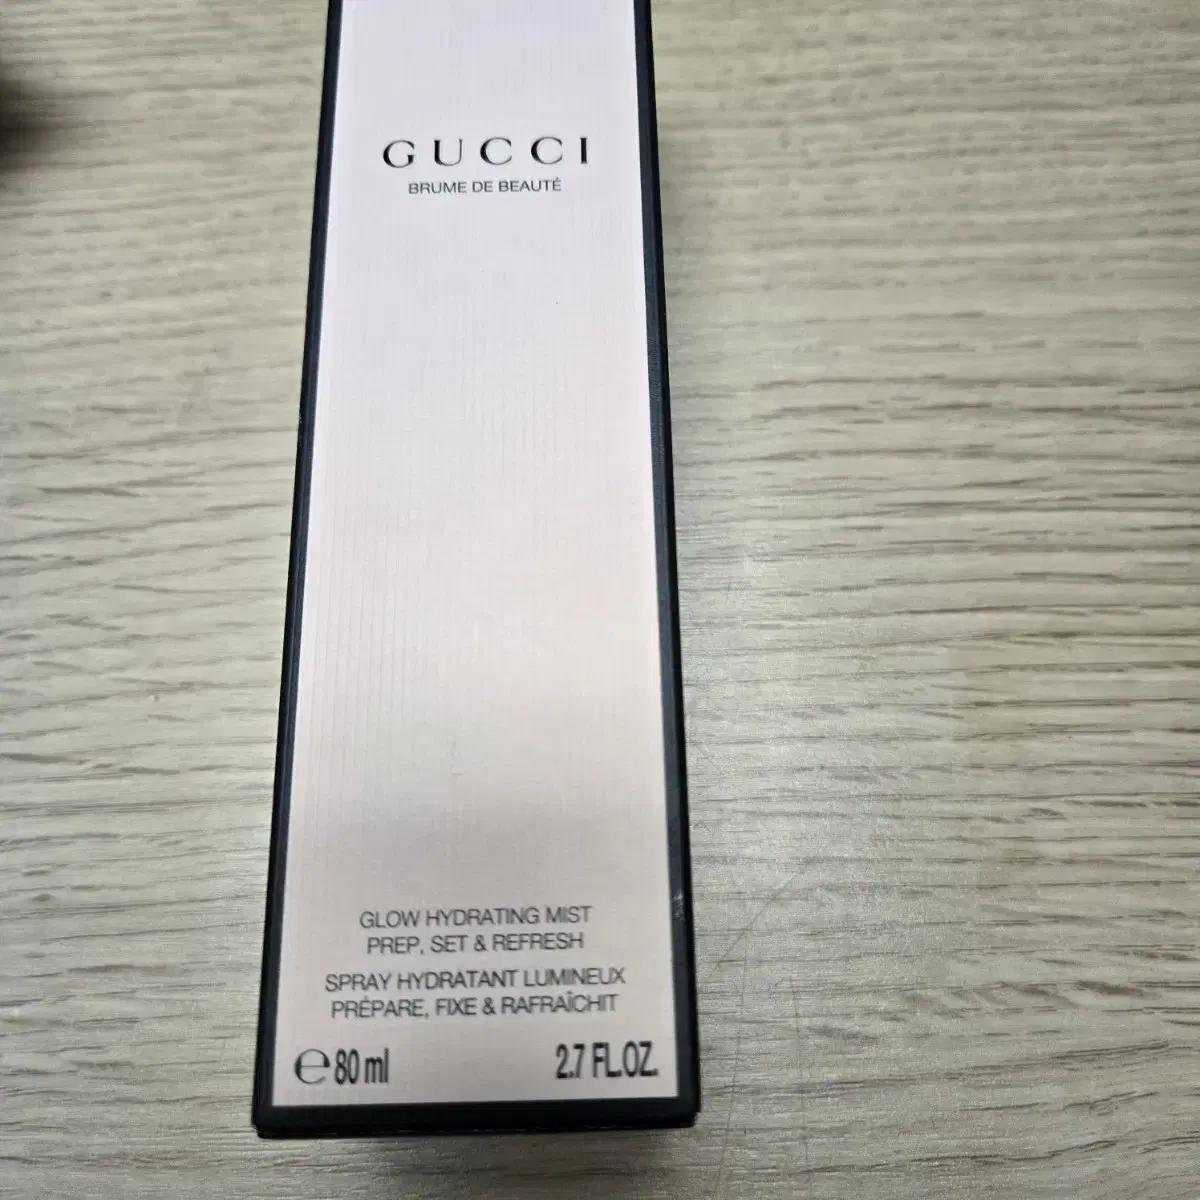 GUCCI
BRUME DE BEAUTÉ
GLOW HYDRATING MIST
PREP, SET & REFRESH
SPRAY HYDRATANT LUMINEUX
PRÉPARE, FIXE & RAFRAÎCHIT
℮80 ml 2.7 FL.OZ.